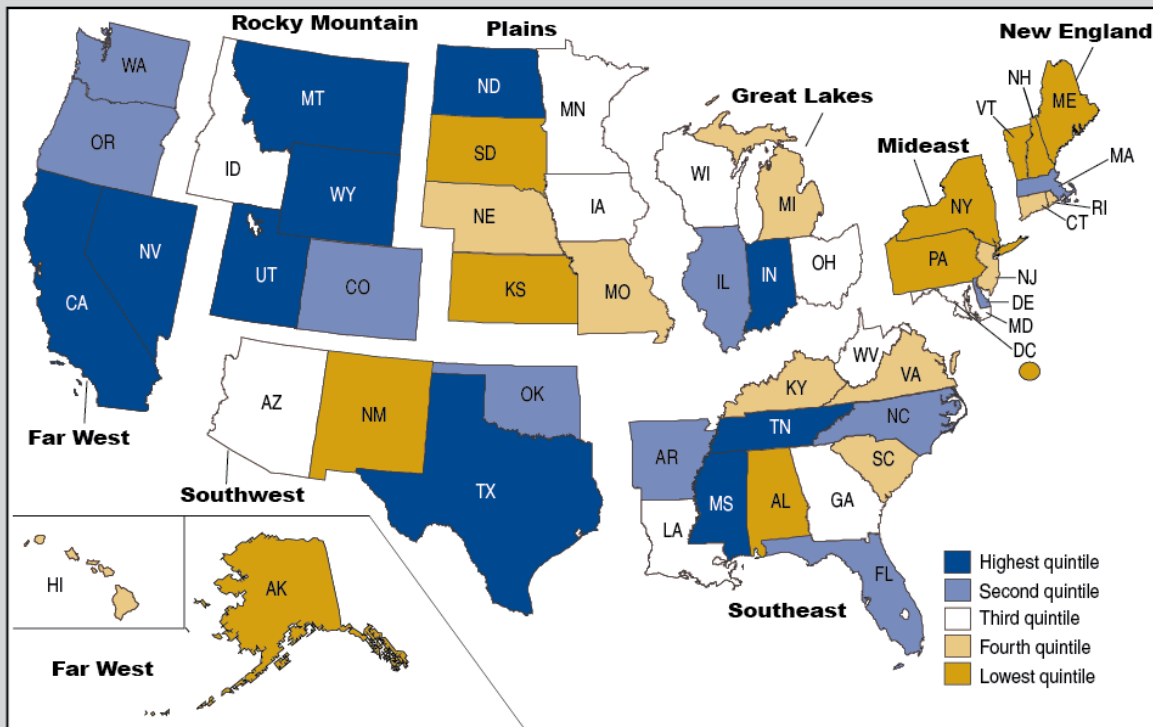 Rocky Mountain
Plains
New England
WA
MT
ND
MN
NH
ME
VT
Great Lakes
OR
ID
SD
WI
Mideast
MA
WY
NE
IA
MI
NY
RI
CT
NV
UT
CO
KS
MO
IL
IN
OH
PA
NJ
CA
DE
MD
DC
WV
KY
VA
AZ
NM
OK
TN
NC
Far West
AR
SC
Southwest
TX
MS
AL
GA
LA
HI
AK
FL
Southeast
Far West
Highest quintile
Second quintile
Third quintile
Fourth quintile
Lowest quintile